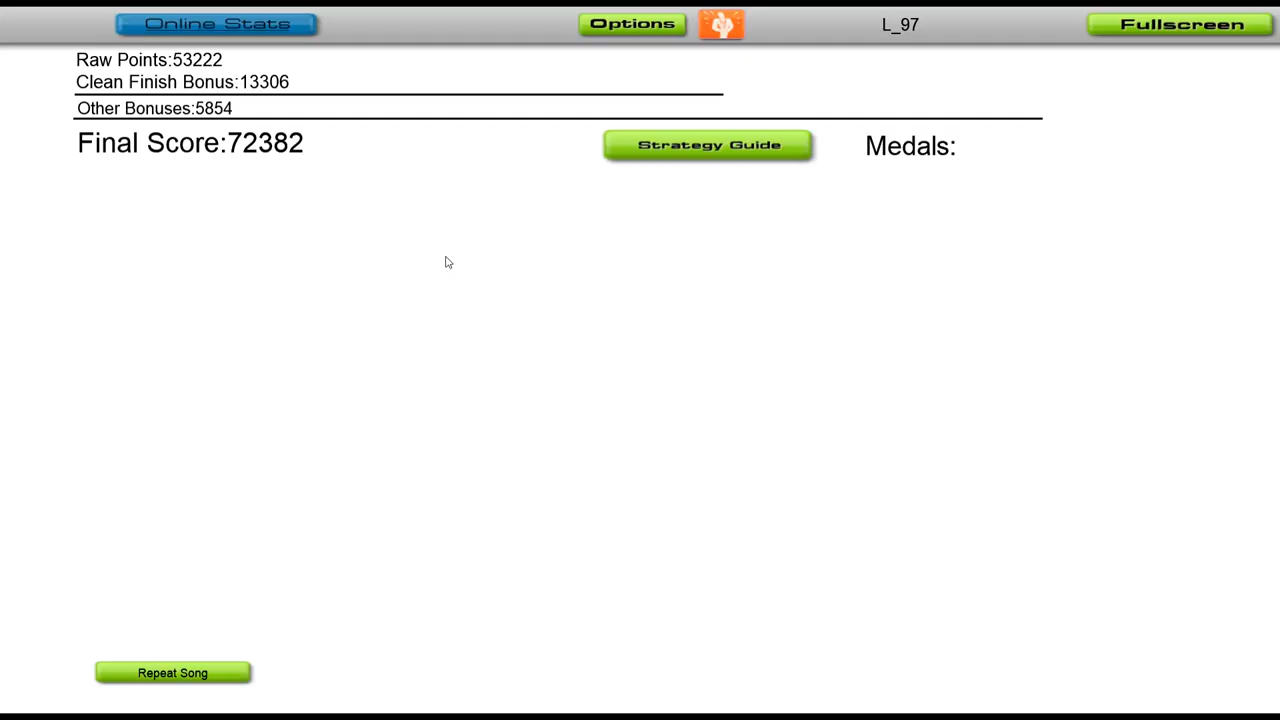 Online Stats
Options
L_97
Fullscreen
Raw Points:53222
Clean Finish Bonus:13306
Other Bonuses:5854
Final Score:72382
Strategy Guide
Medals:
Repeat Song